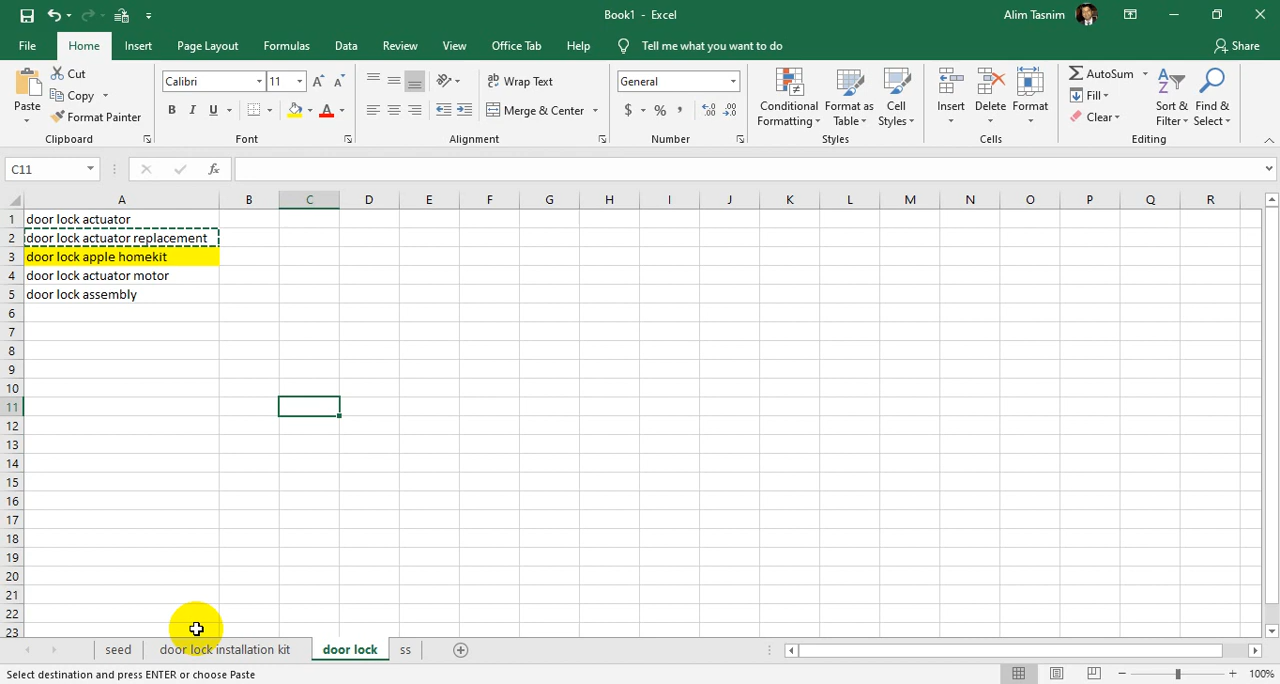 Book1 - Excel
Alim Tasnim
File Home Insert Page Layout Formulas Data Review View Office Tab Help Tell me what you want to do Share
Paste
Cut
Copy
Format Painter
Clipboard
Calibri 11
B I U
Font
Wrap Text
Merge & Center
Alignment
General
$ % ,
Number
Conditional Formatting
Format as Table
Cell Styles
Styles
Insert
Delete
Format
Cells
AutoSum
Fill
Clear
Sort & Filter
Find & Select
Editing
C11 fx
A B C D E F G H I J K L M N O P Q R
1 door lock actuator
2 door lock actuator replacement
3 door lock apple homekit
4 door lock actuator motor
5 door lock assembly
6
7
8
9
10
11
12
13
14
15
16
17
18
19
20
21
22
23
seed door lock installation kit door lock ss
Select destination and press ENTER or choose Paste
100%